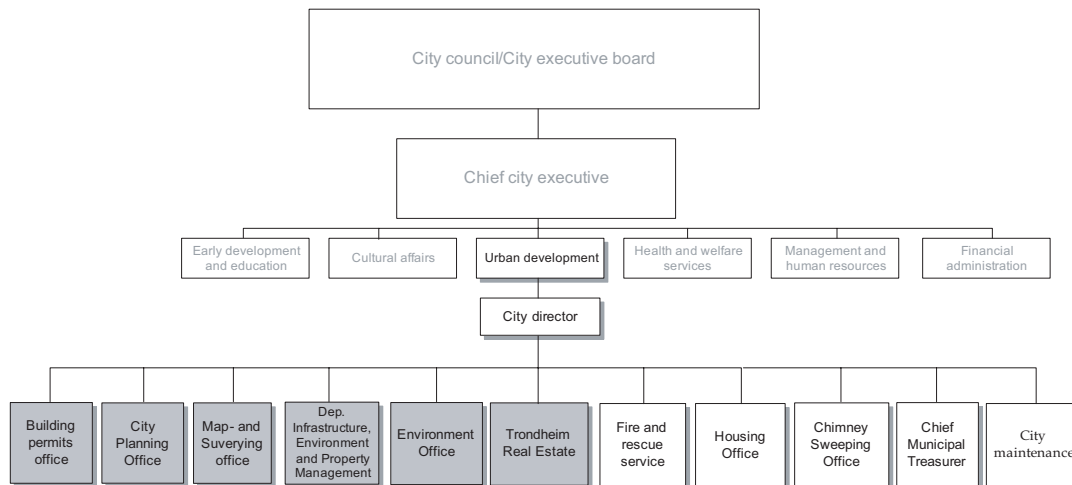 City council/City executive board
Chief city executive
Early development
and education
Cultural affairs
Urban development
Health and welfare
services
Management and
human resources
Financial
administration
City director
Building
permits
office
City
Planning
Office
Map- and
Suverying
office
Dep.
Infrastructure,
Environment
and Property
Management
Environment
Office
Trondheim
Real Estate
Fire and
rescue
service
Housing
Office
Chimney
Sweeping
Office
Chief
Municipal
Treasurer
City
maintenance